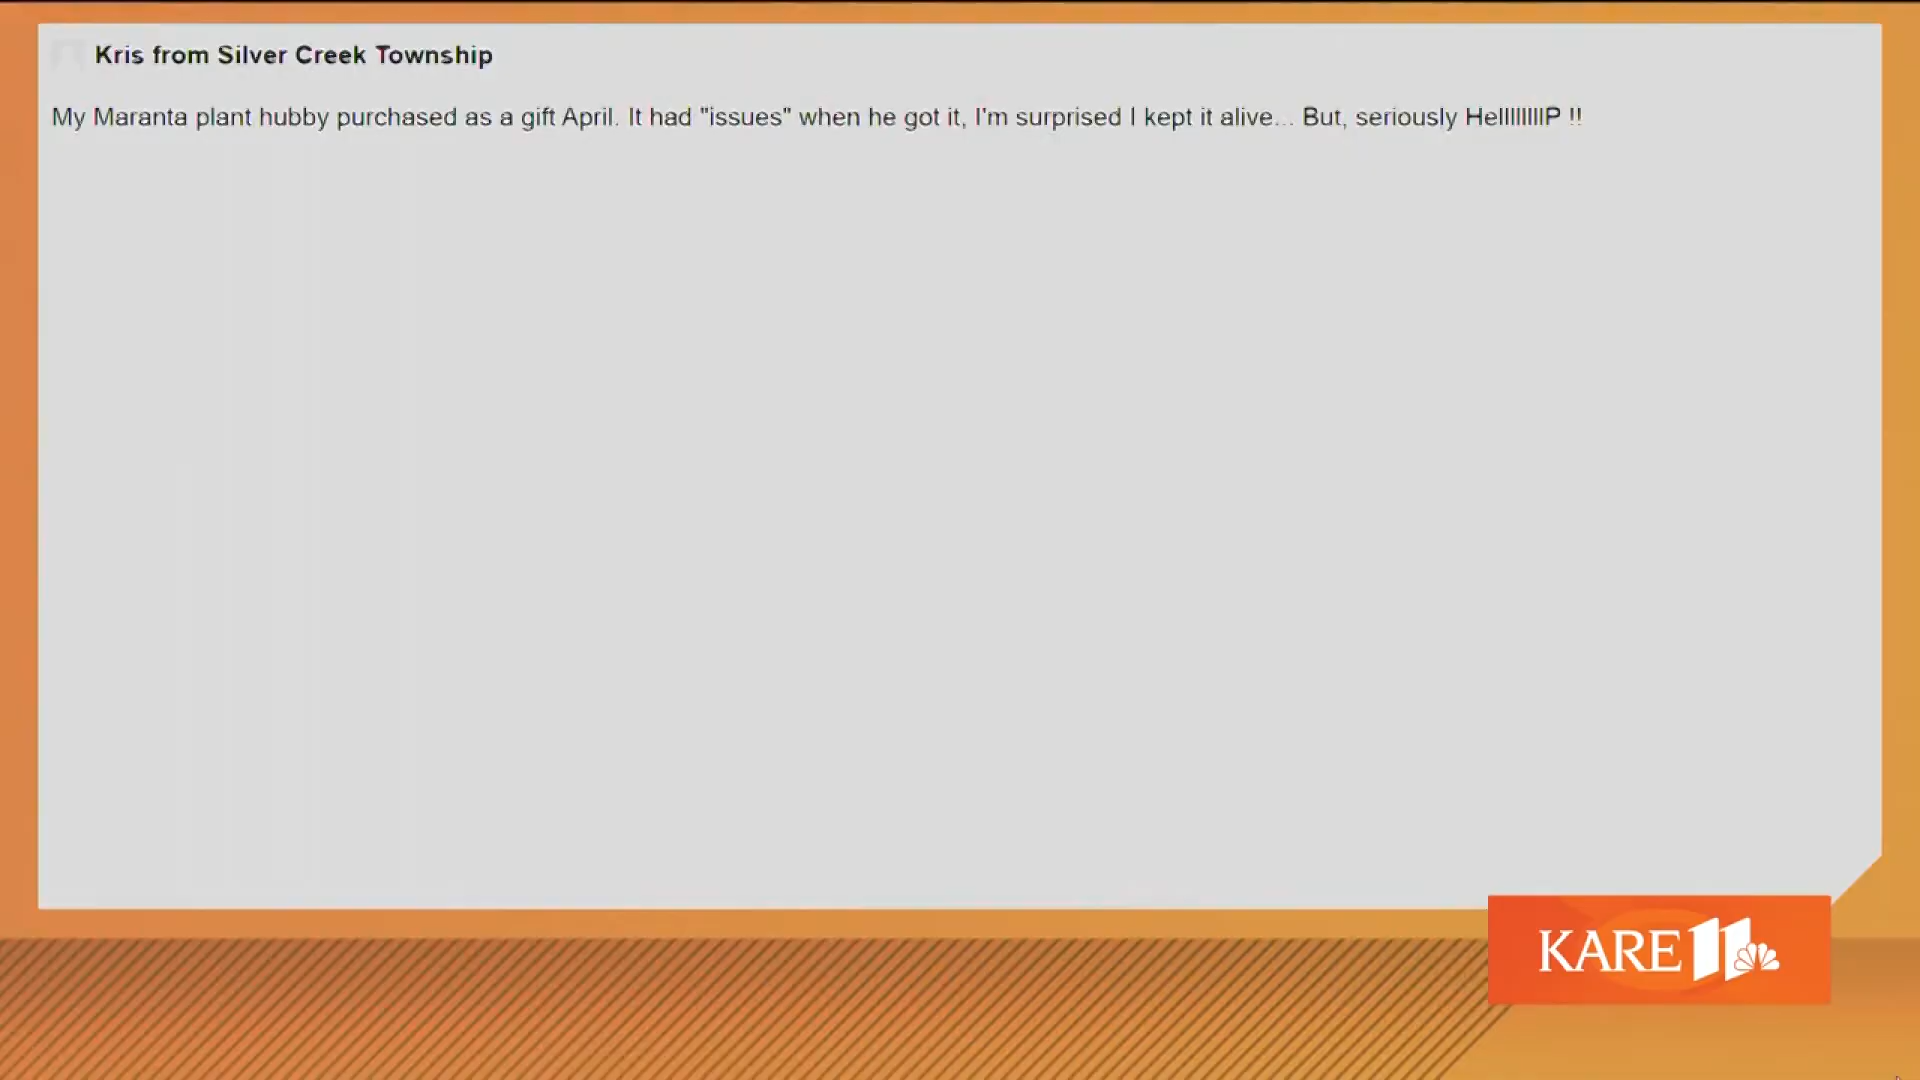 Kris from Silver Creek Township
My Maranta plant hubby purchased as a gift April. It had "issues" when he got it, I'm surprised I kept it alive... But, seriously HellllllllP !!
KARE 11